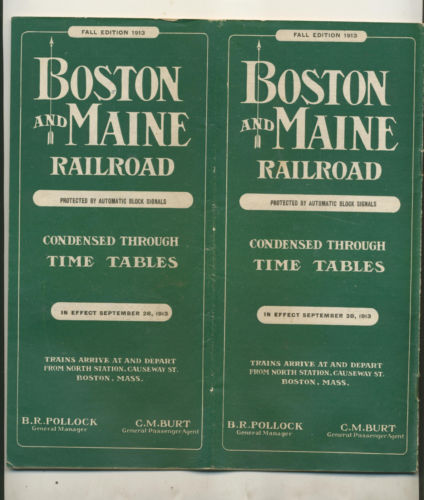 FALL EDITION 1913
BOSTON
AND MAINE
RAILROAD
PROTECTED BY AUTOMATIC BLOCK SIGNALS
CONDENSED THROUGH
TIME TABLES
IN EFFECT SEPTEMBER 28, 1913
TRAINS ARRIVE AT AND DEPART
FROM NORTH STATION, CAUSEWAY ST.
BOSTON, MASS.
B.R. POLLOCK
General Manager
C.M. BURT
General Passenger Agent
FALL EDITION 1913
BOSTON
AND MAINE
RAILROAD
PROTECTED BY AUTOMATIC BLOCK SIGNALS
CONDENSED THROUGH
TIME TABLES
IN EFFECT SEPTEMBER 28, 1913
TRAINS ARRIVE AT AND DEPART
FROM NORTH STATION, CAUSEWAY ST.
BOSTON, MASS.
B.R. POLLOCK
General Manager
C.M. BURT
General Passenger Agent